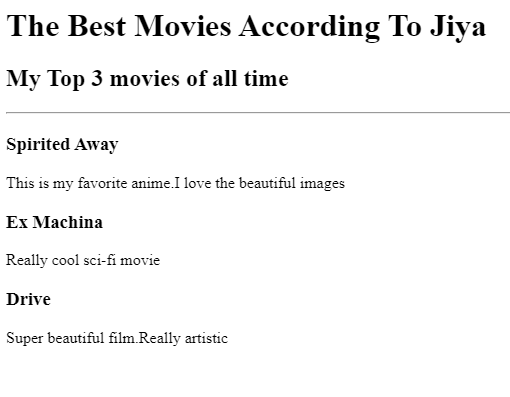 The Best Movies According To Jiya
My Top 3 movies of all time
Spirited Away
This is my favorite anime.I love the beautiful images
Ex Machina
Really cool sci-fi movie
Drive
Super beautiful film.Really artistic